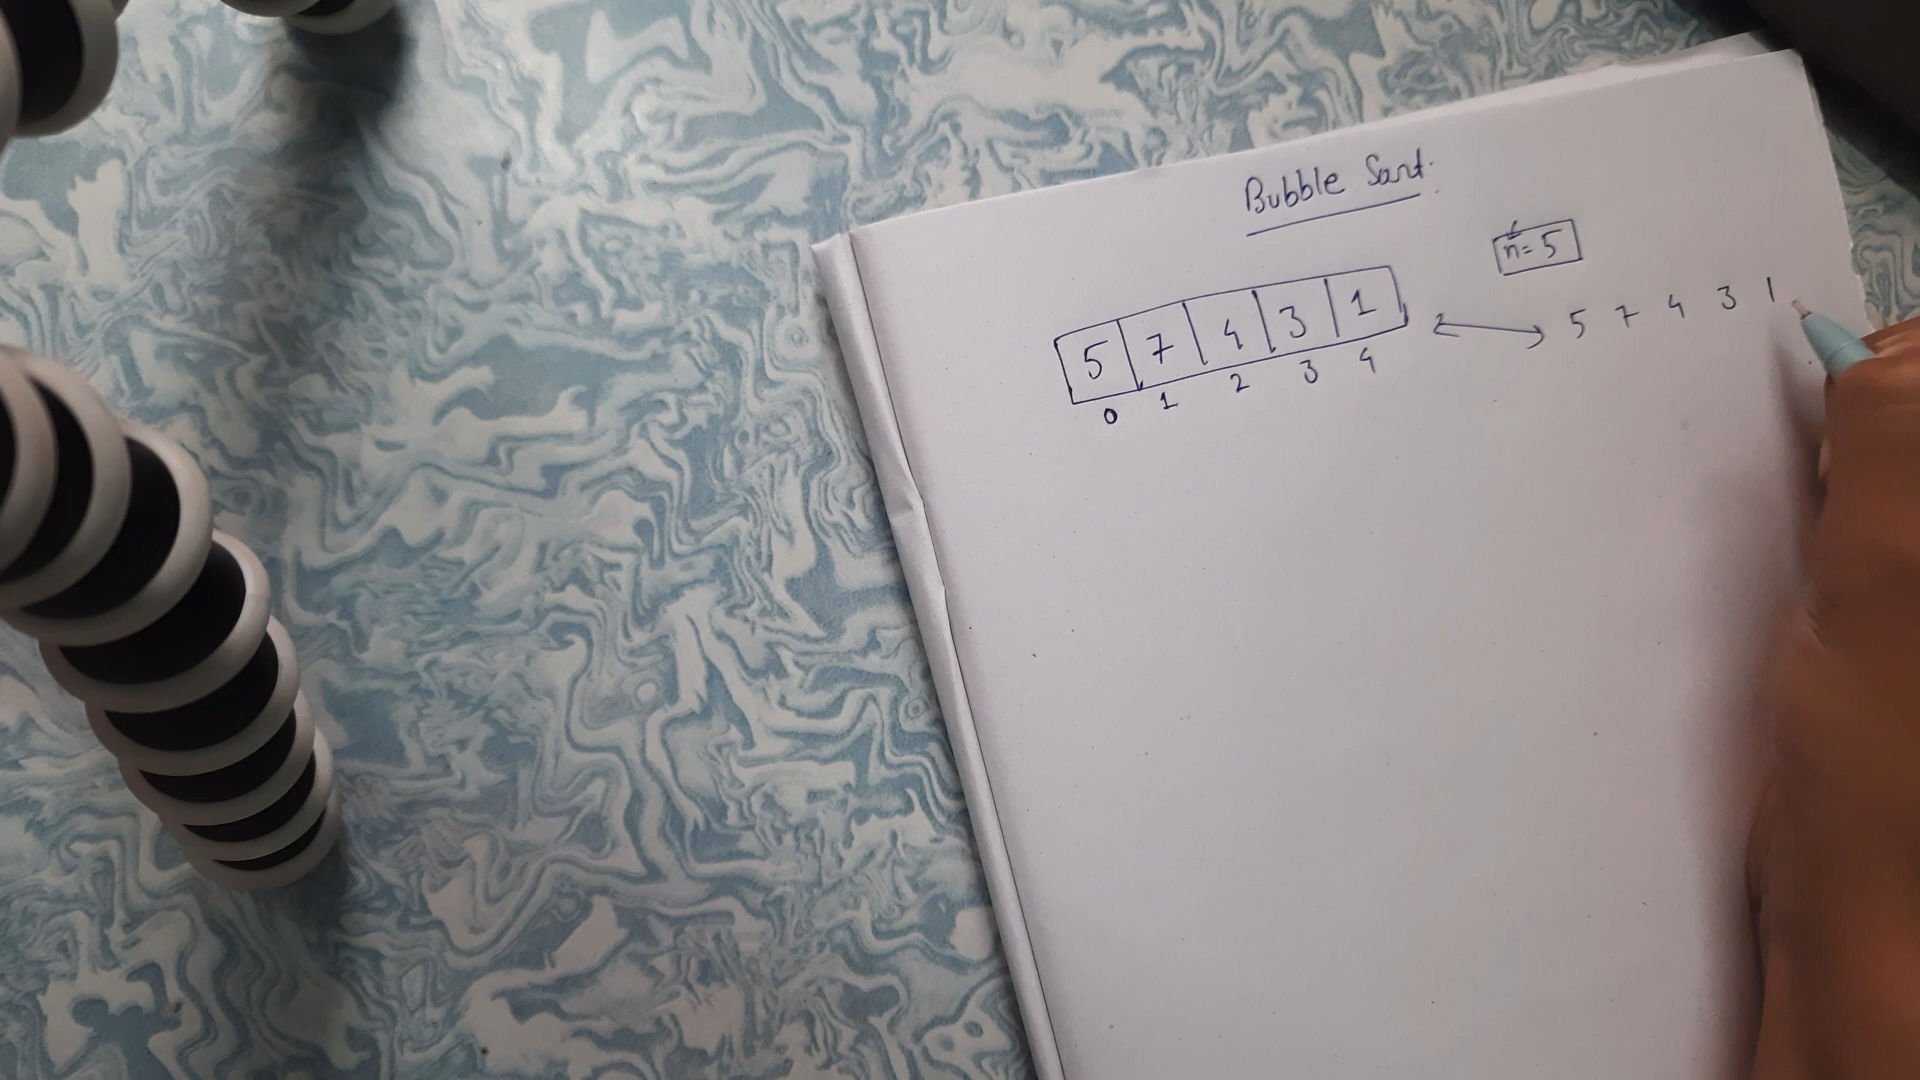 Bubble Sort.
n = 5
5 7 4 3 1 5 7 4 3 1
0 1 2 3 4